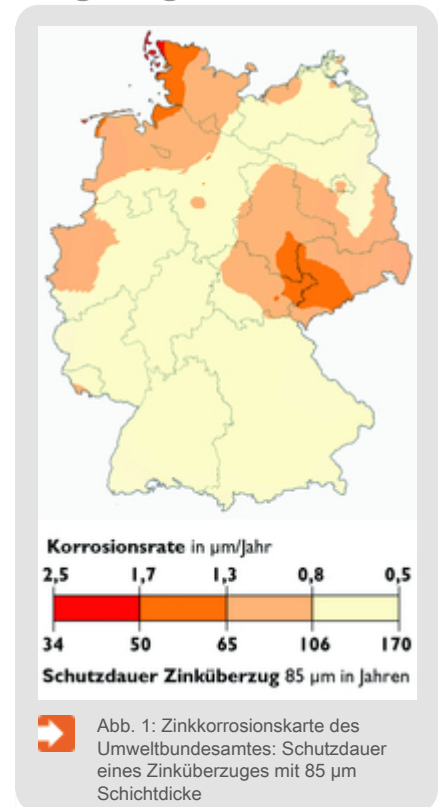 Korrosionsrate in µm/Jahr
2,5 1,7 1,3 0,8 0,5
34 50 65 106 170
Schutzdauer Zinküberzug 85 µm in Jahren
Abb. 1: Zinkkorrosionskarte des
Umweltbundesamtes: Schutzdauer
eines Zinküberzuges mit 85 µm
Schichtdicke